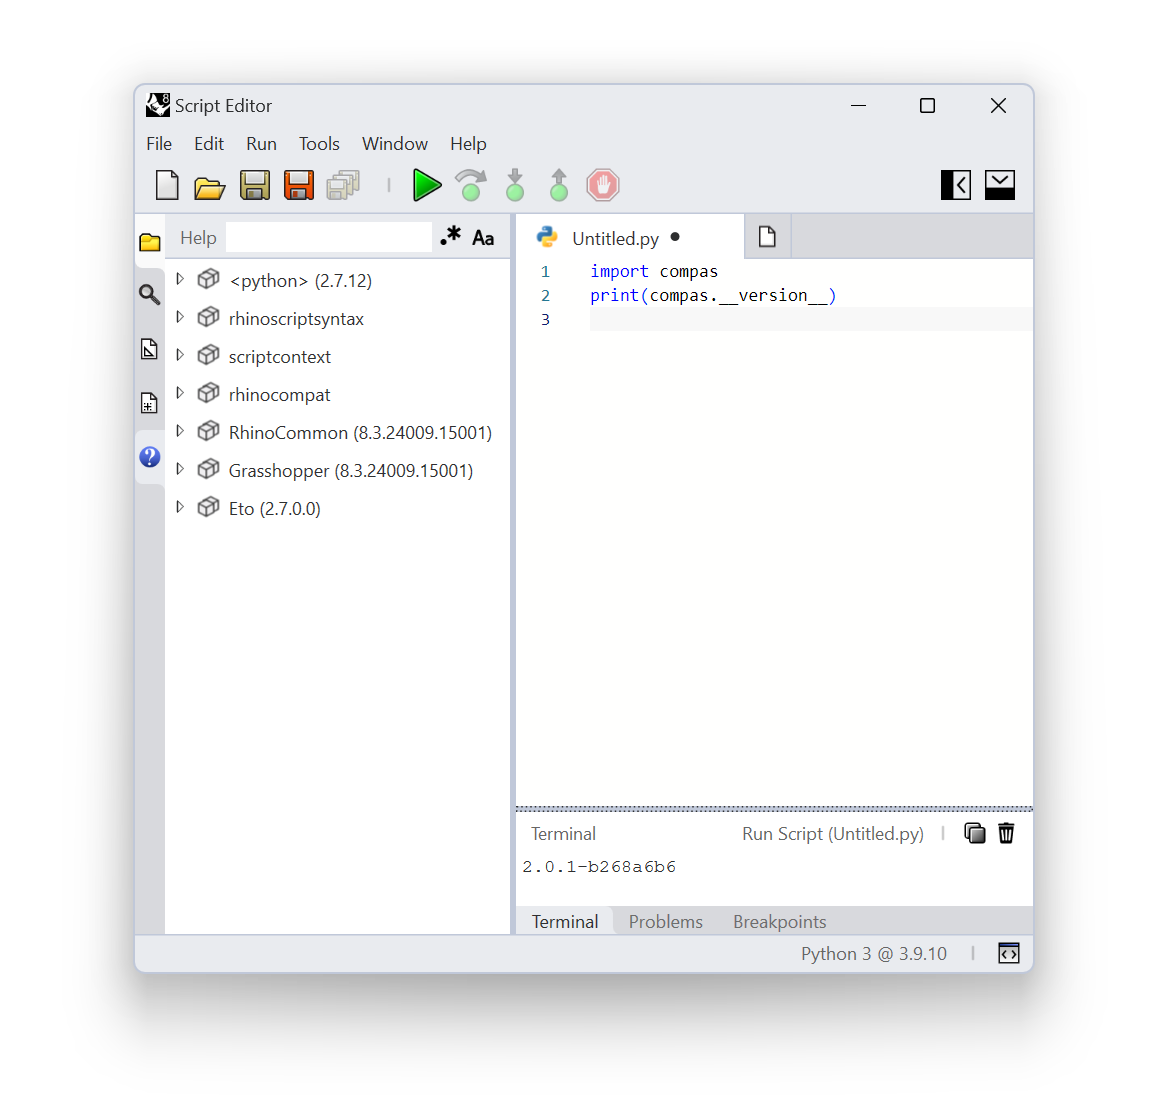 8
Script Editor
File Edit Run Tools Window Help
Help
.* Aa
Untitled.py
<python> (2.7.12)
rhinoscriptsyntax
scriptcontext
rhinocompat
RhinoCommon (8.3.24009.15001)
Grasshopper (8.3.24009.15001)
Eto (2.7.0.0)
1 import compas
2 print(compas.__version__)
3
Terminal Run Script (Untitled.py)
2.0.1-b268a6b6
Terminal Problems Breakpoints
Python 3 @ 3.9.10